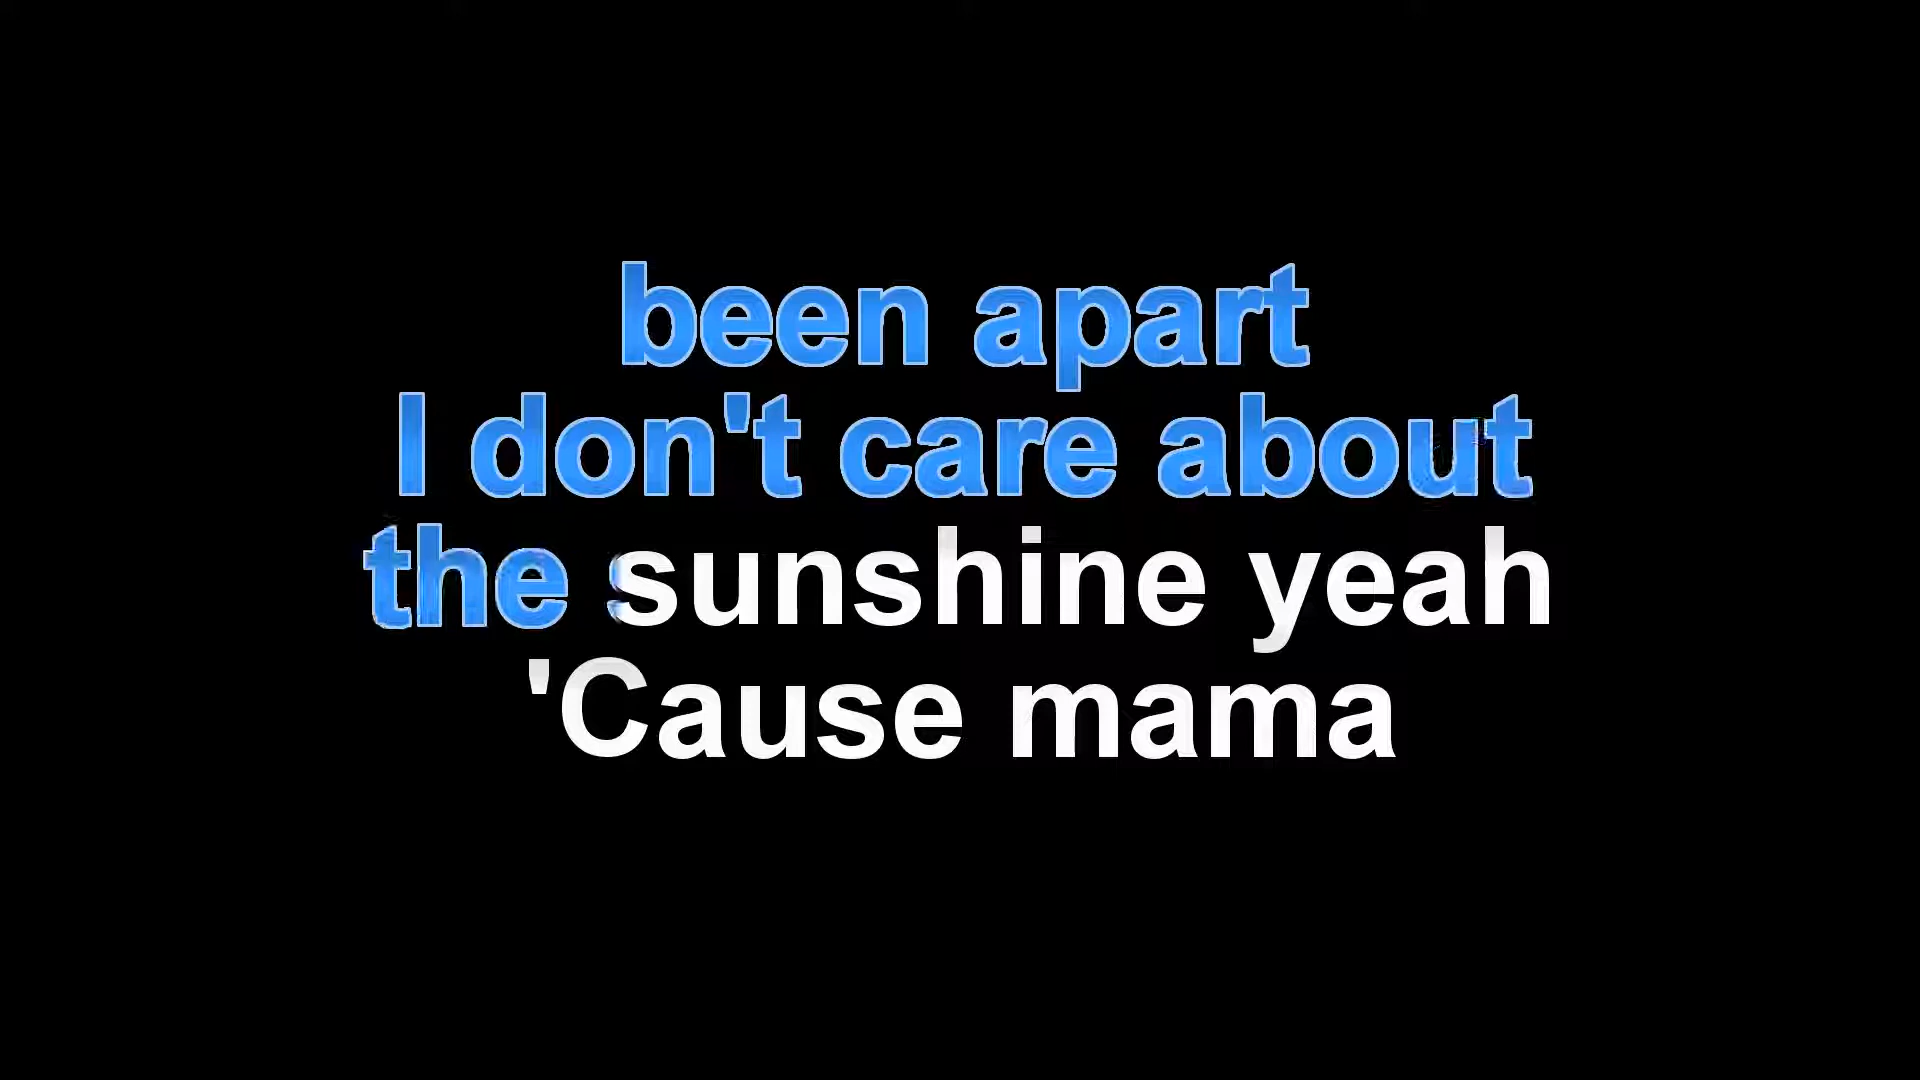 been apart
I don't care about
the sunshine yeah
'Cause mama